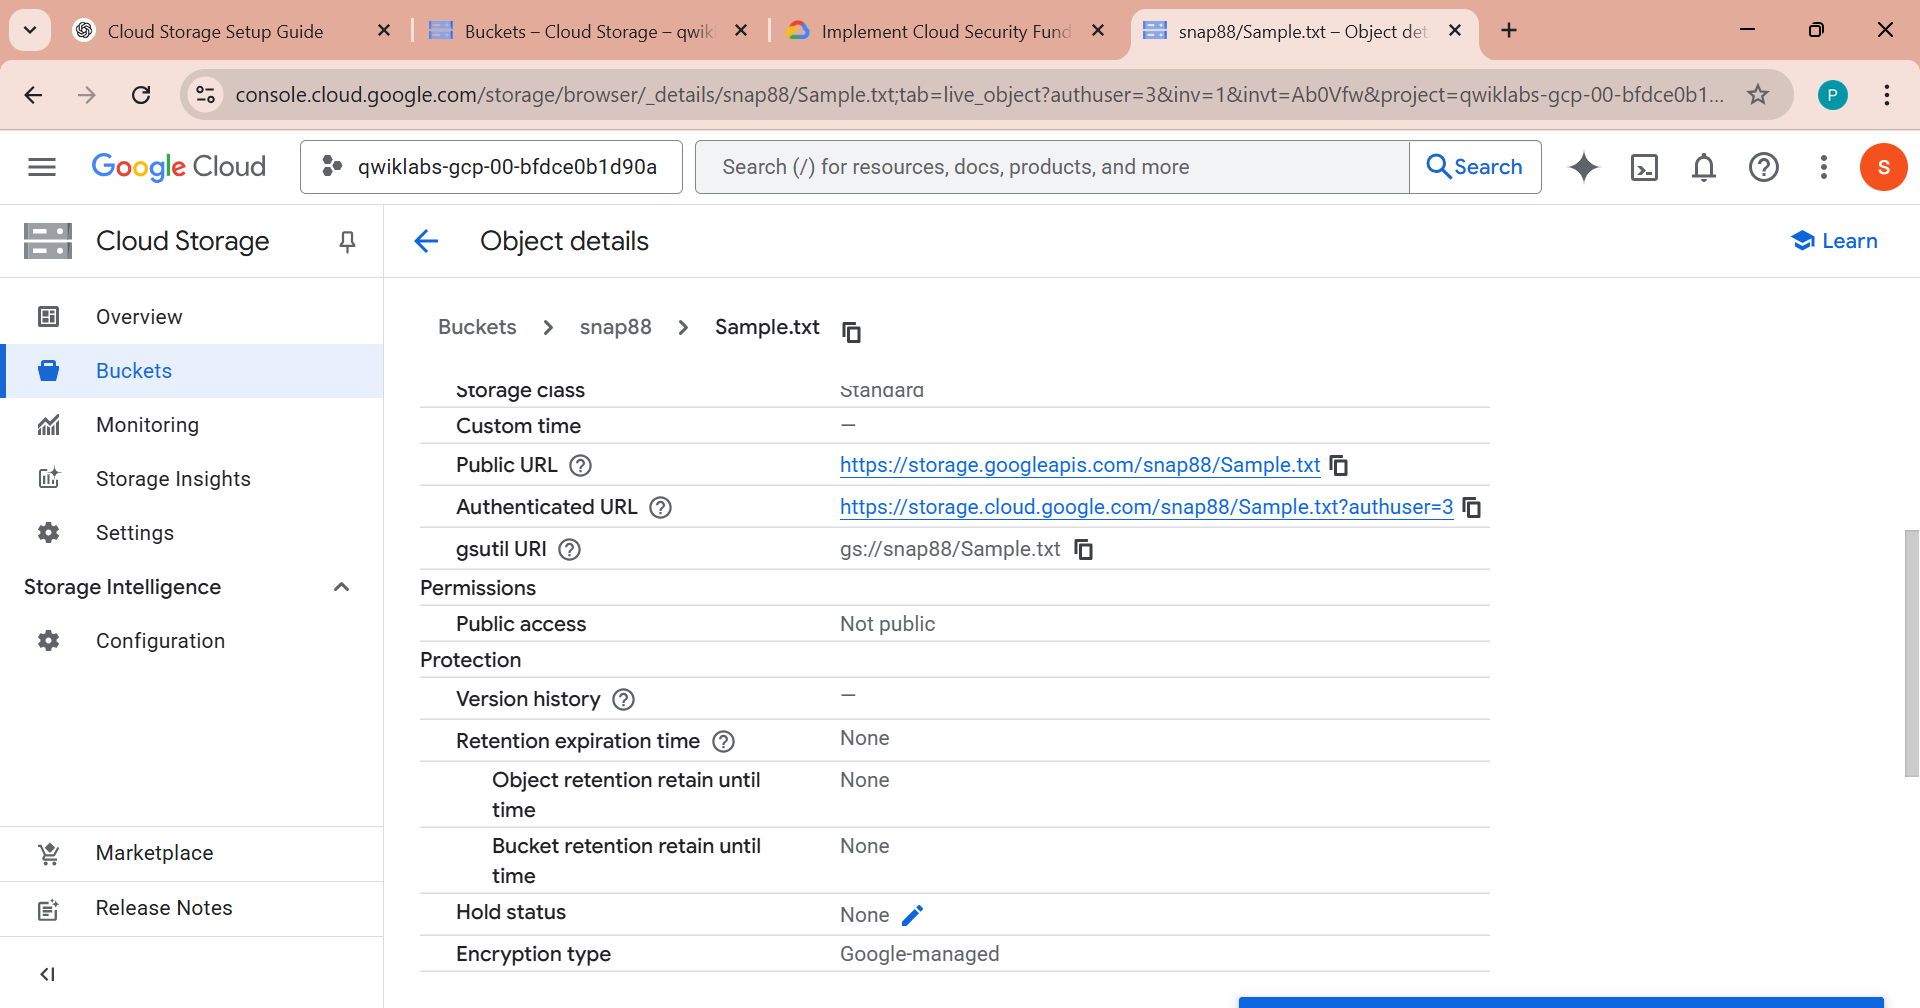 Cloud Storage Setup Guide
Buckets – Cloud Storage – qwik
Implement Cloud Security Fund
snap88/Sample.txt – Object det
console.cloud.google.com/storage/browser/_details/snap88/Sample.txt;tab=live_object?authuser=3&inv=1&invt=Ab0Vfw&project=qwiklabs-gcp-00-bfdce0b1...
P
Google Cloud
qwiklabs-gcp-00-bfdce0b1d90a
Search (/) for resources, docs, products, and more
Search
S
Cloud Storage
Object details
Learn
Overview
Buckets
Monitoring
Storage Insights
Settings
Storage Intelligence
Configuration
Marketplace
Release Notes
Buckets > snap88 > Sample.txt
Storage class Standard
Custom time —
Public URL https://storage.googleapis.com/snap88/Sample.txt
Authenticated URL https://storage.cloud.google.com/snap88/Sample.txt?authuser=3
gsutil URI gs://snap88/Sample.txt
Permissions
Public access Not public
Protection
Version history —
Retention expiration time None
Object retention retain until None
time
Bucket retention retain until None
time
Hold status None
Encryption type Google-managed